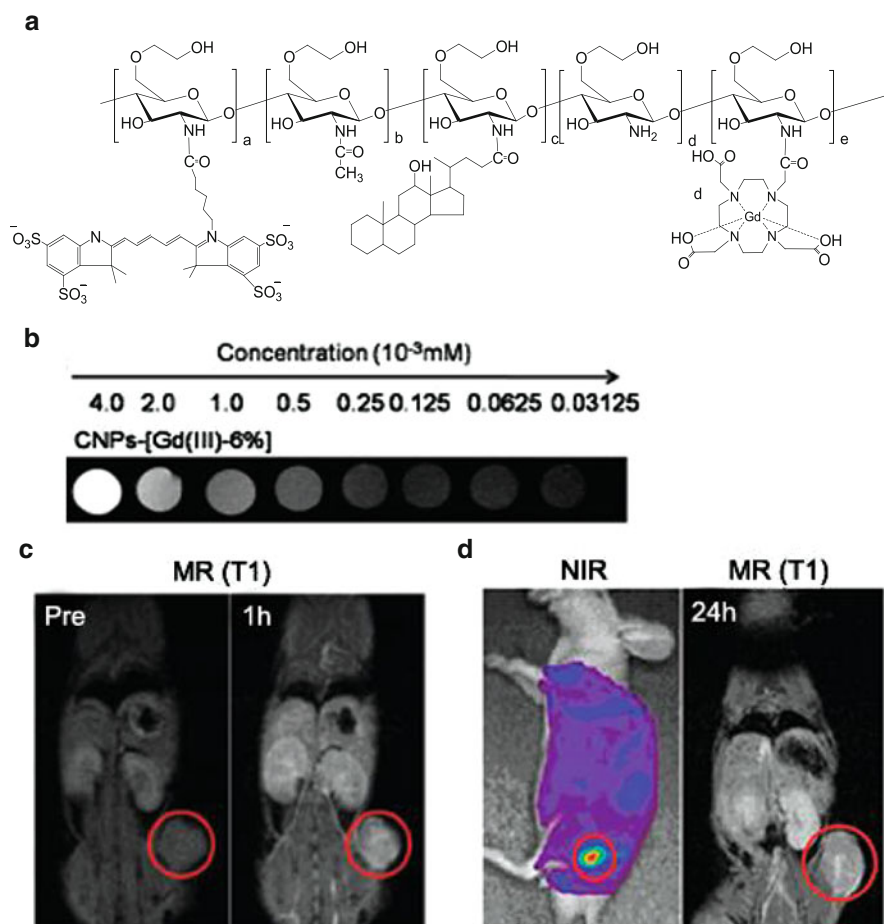 a
OH OH OH OH OH
O O O O O
O O O O O
O O O O O
HO HO HO HO HO
NH NH NH NH2 NH
a b c d e
C=O C=O C=O C=O
CH3
OH
HO O
d
N N
Gd
N N
HO OH
O O
N N
-O3S SO3-
SO3- SO3-
b
Concentration (10-3mM)
4.0 2.0 1.0 0.5 0.25 0.125 0.0625 0.03125
CNPs-[Gd(III)-6%]
c
MR (T1)
Pre 1h
d
NIR MR (T1)
24h